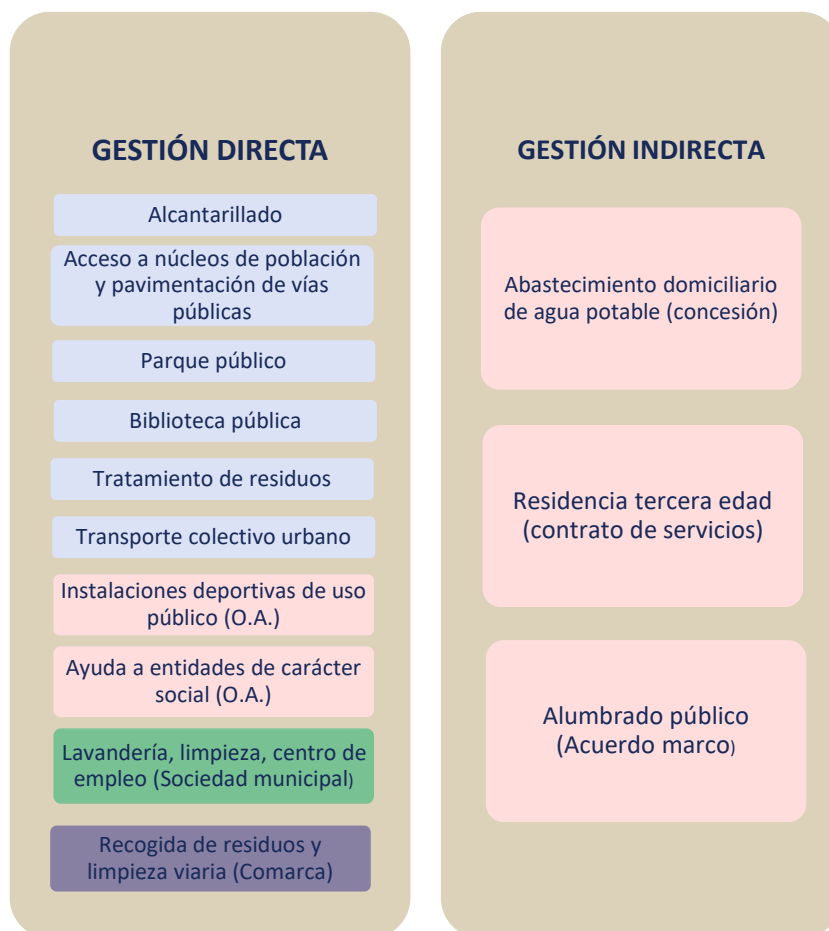 GESTIÓN DIRECTA
Alcantarillado
Acceso a núcleos de población
y pavimentación de vías
públicas
Parque público
Biblioteca pública
Tratamiento de residuos
Transporte colectivo urbano
Instalaciones deportivas de uso
público (O.A.)
Ayuda a entidades de carácter
social (O.A.)
Lavandería, limpieza, centro de
empleo (Sociedad municipal)
Recogida de residuos y
limpieza viaria (Comarca)
GESTIÓN INDIRECTA
Abastecimiento domiciliario
de agua potable (concesión)
Residencia tercera edad
(contrato de servicios)
Alumbrado público
(Acuerdo marco)